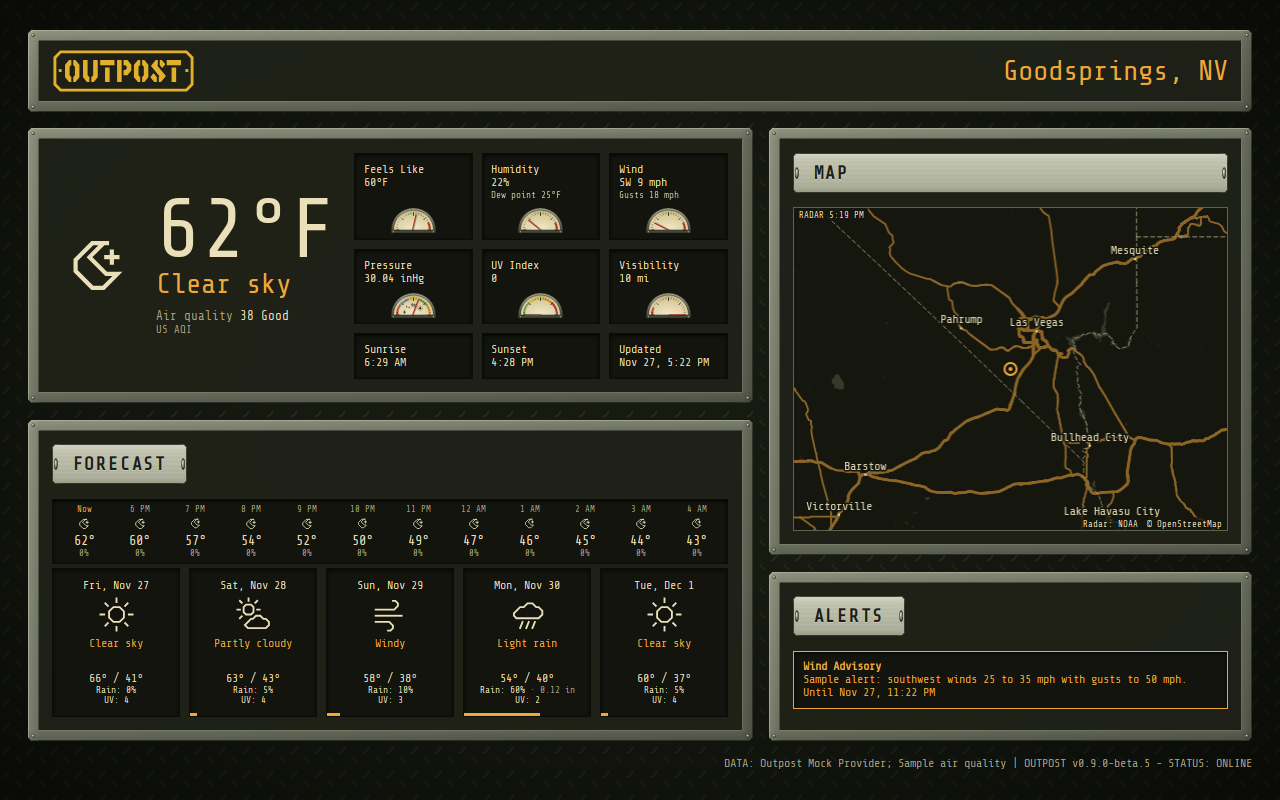 OUTPOST
Goodsprings, NV
62°F
Clear sky
Air quality 38 Good
US AQI
Feels Like
60°F
Humidity
22%
Dew point 25°F
Wind
SW 9 mph
Gusts 18 mph
Pressure
30.04 inHg
UV Index
0
Visibility
10 mi
Sunrise
6:29 AM
Sunset
4:28 PM
Updated
Nov 27, 5:22 PM
MAP
RADAR 5:19 PM
Mesquite
Pahrump
Las Vegas
Bullhead City
Barstow
Victorville
Lake Havasu City
Radar: NOAA © OpenStreetMap
FORECAST
Now 6 PM 7 PM 8 PM 9 PM 10 PM 11 PM 12 AM 1 AM 2 AM 3 AM 4 AM
62° 60° 57° 54° 52° 50° 49° 47° 46° 45° 44° 43°
0% 0% 0% 0% 0% 0% 0% 0% 0% 0% 0% 0%
Fri, Nov 27
Clear sky
66° / 41°
Rain: 0%
UV: 4
Sat, Nov 28
Partly cloudy
63° / 43°
Rain: 5%
UV: 4
Sun, Nov 29
Windy
58° / 38°
Rain: 10%
UV: 3
Mon, Nov 30
Light rain
54° / 40°
Rain: 60% · 0.12 in
UV: 2
Tue, Dec 1
Clear sky
60° / 37°
Rain: 5%
UV: 4
ALERTS
Wind Advisory
Sample alert: southwest winds 25 to 35 mph with gusts to 50 mph.
Until Nov 27, 11:22 PM
DATA: Outpost Mock Provider; Sample air quality | OUTPOST v0.9.0-beta.5 - STATUS: ONLINE